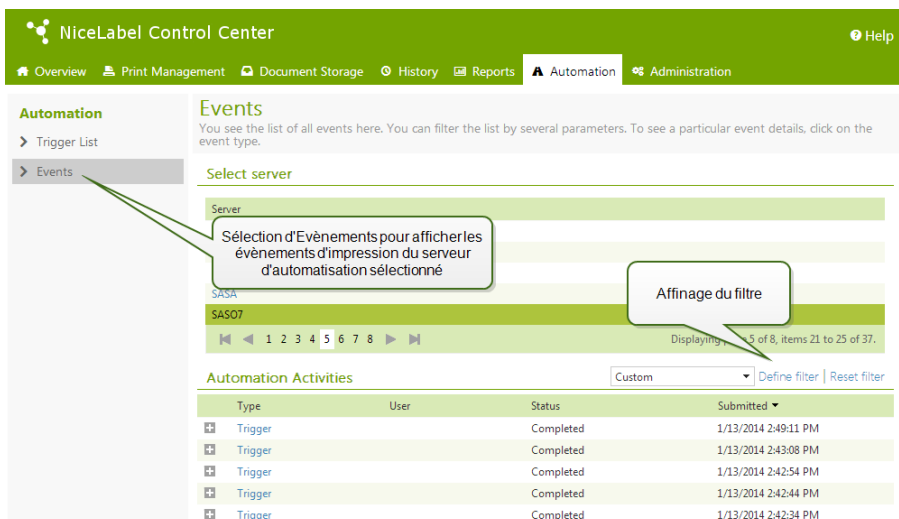 NiceLabel Control Center
Help
Overview Print Management Document Storage History Reports Automation Administration
Automation
Trigger List
Events
Events
You see the list of all events here. You can filter the list by several parameters. To see a particular event details, click on the
event type.
Select server
Server
Sélection d'Evènements pour afficher les
évènements d'impression du serveur
d'automatisation sélectionné
SASA
SASO7
Affinage du filtre
1 2 3 4 5 6 7 8
Displaying 5 of 8, items 21 to 25 of 37.
Automation Activities
Custom
Define filter | Reset filter
Type User Status Submitted
Trigger Completed 1/13/2014 2:49:11 PM
Trigger Completed 1/13/2014 2:43:08 PM
Trigger Completed 1/13/2014 2:42:54 PM
Trigger Completed 1/13/2014 2:42:44 PM
Trigger Completed 1/13/2014 2:42:34 PM